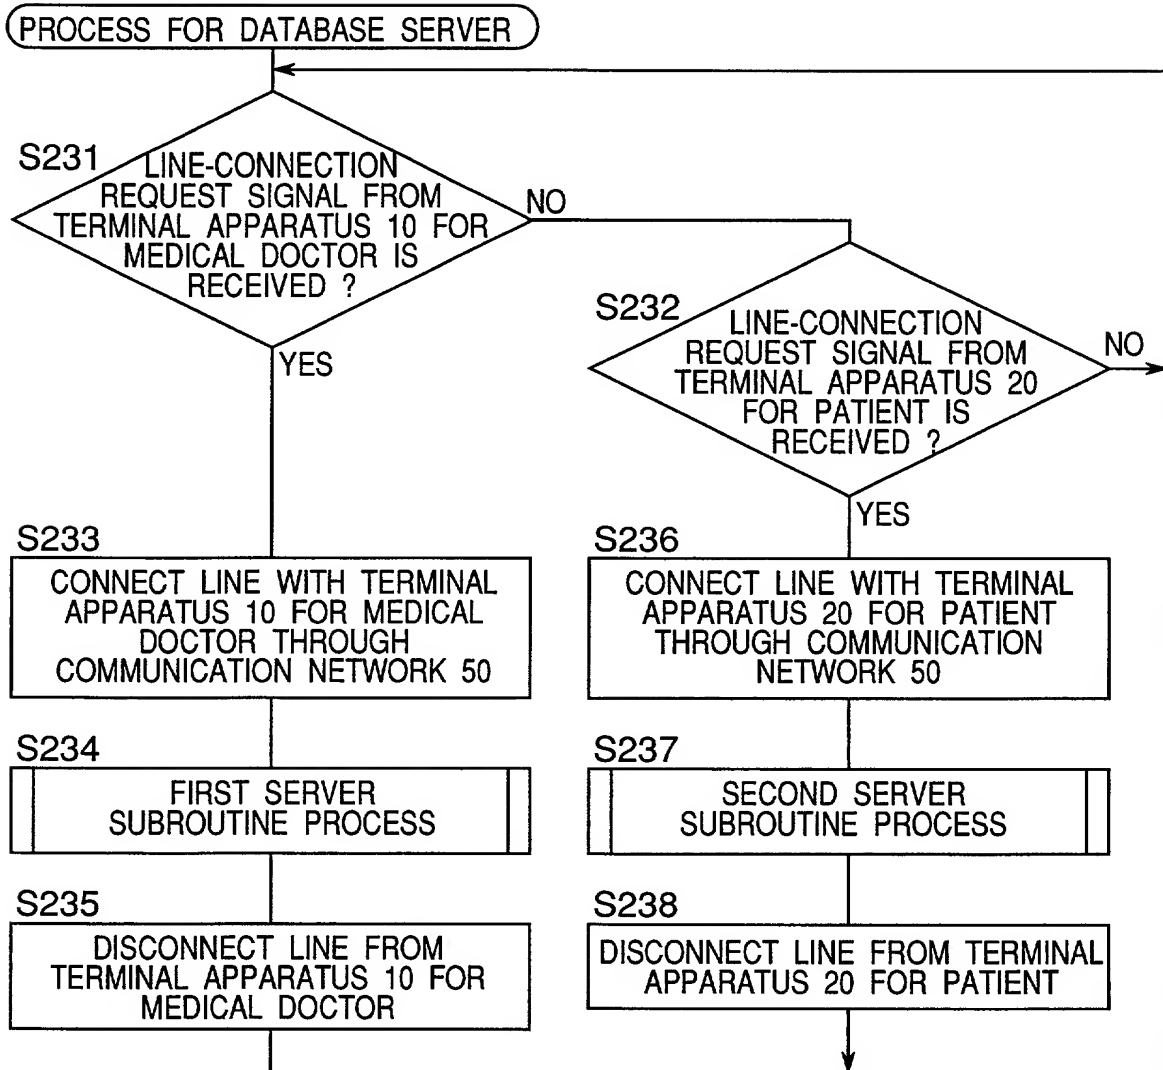 PROCESS FOR DATABASE SERVER
S231
LINE-CONNECTION
REQUEST SIGNAL FROM
TERMINAL APPARATUS 10 FOR
MEDICAL DOCTOR IS
RECEIVED ?
NO
YES
S232
LINE-CONNECTION
REQUEST SIGNAL FROM
TERMINAL APPARATUS 20
FOR PATIENT IS
RECEIVED ?
NO
YES
S233
CONNECT LINE WITH TERMINAL
APPARATUS 10 FOR MEDICAL
DOCTOR THROUGH
COMMUNICATION NETWORK 50
S236
CONNECT LINE WITH TERMINAL
APPARATUS 20 FOR PATIENT
THROUGH COMMUNICATION
NETWORK 50
S234
FIRST SERVER
SUBROUTINE PROCESS
S237
SECOND SERVER
SUBROUTINE PROCESS
S235
DISCONNECT LINE FROM
TERMINAL APPARATUS 10 FOR
MEDICAL DOCTOR
S238
DISCONNECT LINE FROM TERMINAL
APPARATUS 20 FOR PATIENT